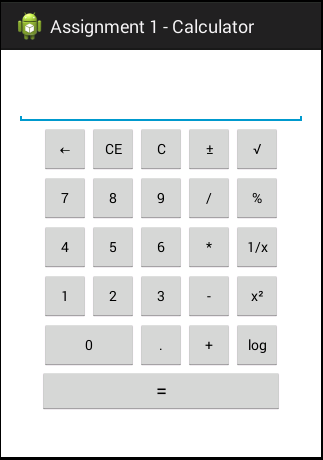 Assignment 1 - Calculator
← CE C ± √
7 8 9 / %
4 5 6 * 1/x
1 2 3 - x²
0 . + log
=